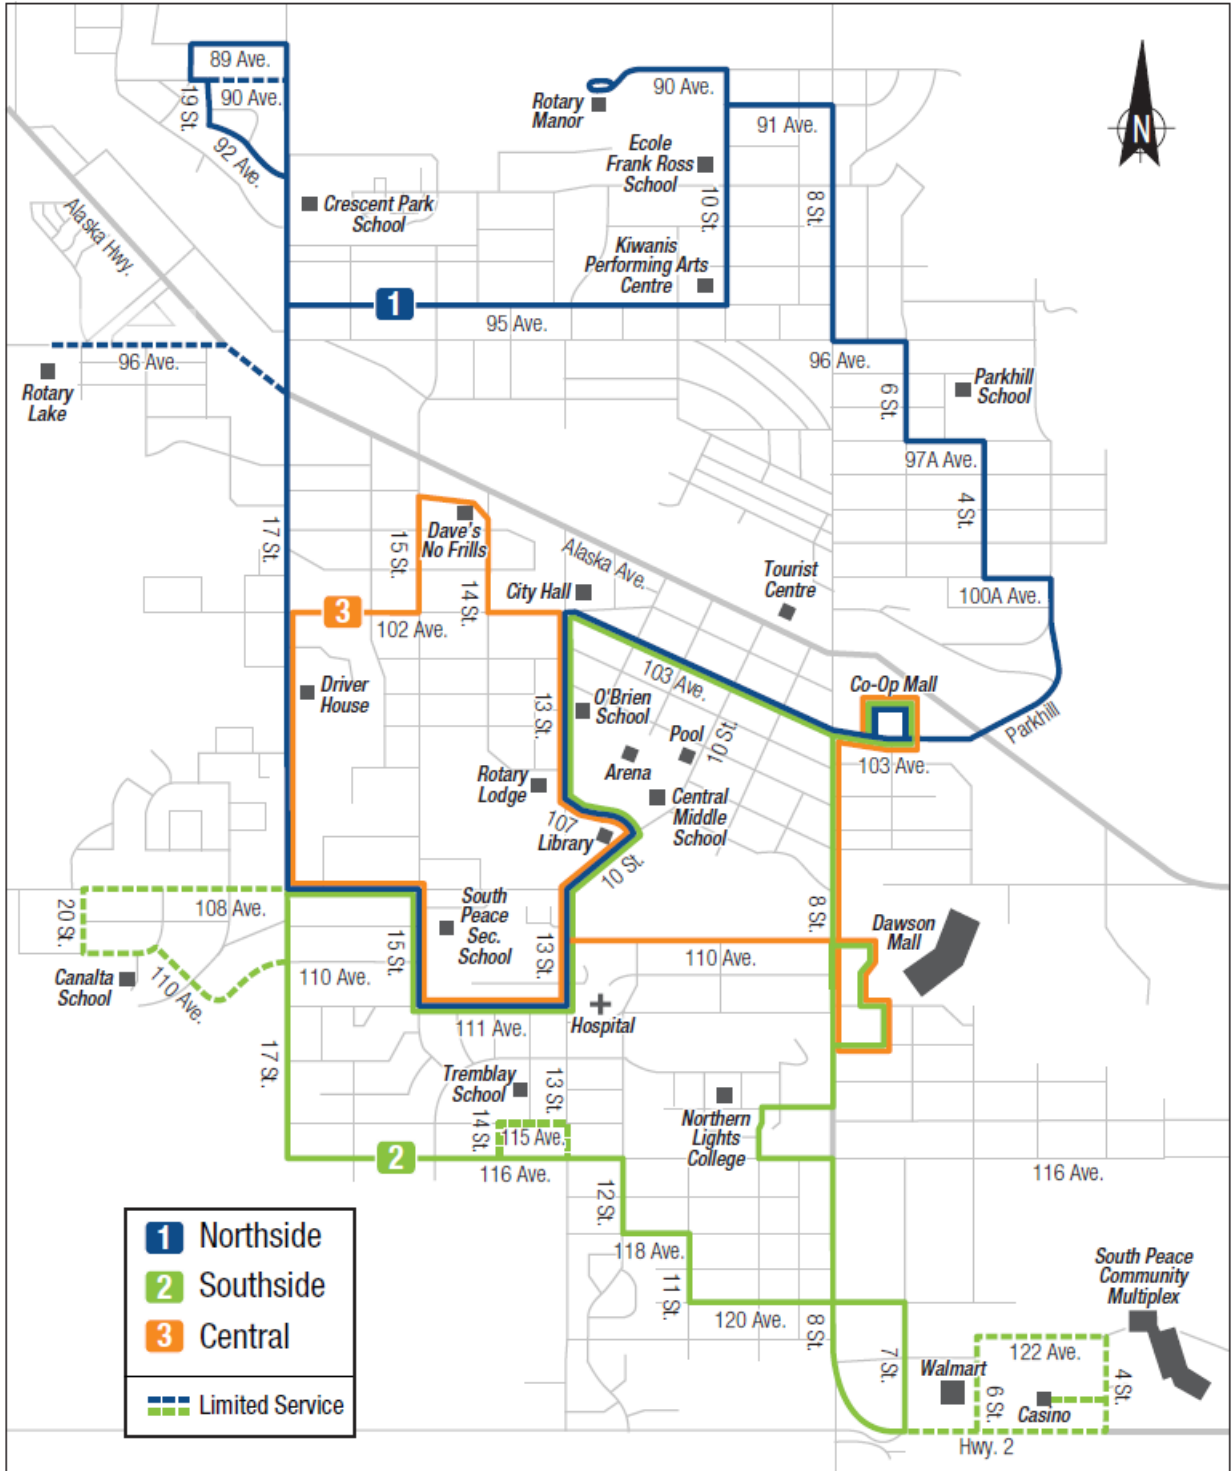 89 Ave.
90 Ave.
19 St.
92 Ave.
Rotary
Manor
90 Ave.
91 Ave.
N
Ecole
Frank Ross
School
10 St.
8 St.
Crescent Park
School
Alaska Hwy.
Kiwanis
Performing Arts
Centre
1
95 Ave.
96 Ave.
Rotary
Lake
96 Ave.
6 St.
Parkhill
School
97A Ave.
4 St.
17 St.
15 St.
Dave's
No Frills
14 St.
Alaska Ave.
City Hall
Tourist
Centre
100A Ave.
3
102 Ave.
103 Ave.
Co-Op Mall
Parkhill
Driver
House
13 St.
O'Brien
School
Pool
10 St.
Arena
103 Ave.
Rotary
Lodge
107
Library
Central
Middle
School
10 St.
20 St.
108 Ave.
South
Peace
Sec.
School
15 St.
13 St.
8 St.
Dawson
Mall
Canalta
School
110 Ave.
110 Ave.
110 Ave.
Hospital
111 Ave.
17 St.
Tremblay
School
13 St.
14 St.
115 Ave.
Northern
Lights
College
2
116 Ave.
116 Ave.
12 St.
118 Ave.
11 St.
120 Ave.
8 St.
South Peace
Community
Multiplex
7 St.
Walmart
122 Ave.
6 St.
Casino
4 St.
Hwy. 2
1 Northside
2 Southside
3 Central
Limited Service